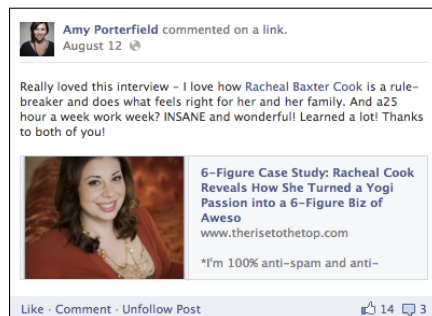 Amy Porterfield commented on a link.
August 12
Really loved this interview - I love how Racheal Baxter Cook is a rule-
breaker and does what feels right for her and her family. And a25
hour a week work week? INSANE and wonderful! Learned a lot! Thanks
to both of you!
6-Figure Case Study: Racheal Cook
Reveals How She Turned a Yogi
Passion into a 6-Figure Biz of
Aweso
www.therisetothetop.com
*I'm 100% anti-spam and anti-
Like · Comment · Unfollow Post 14 3